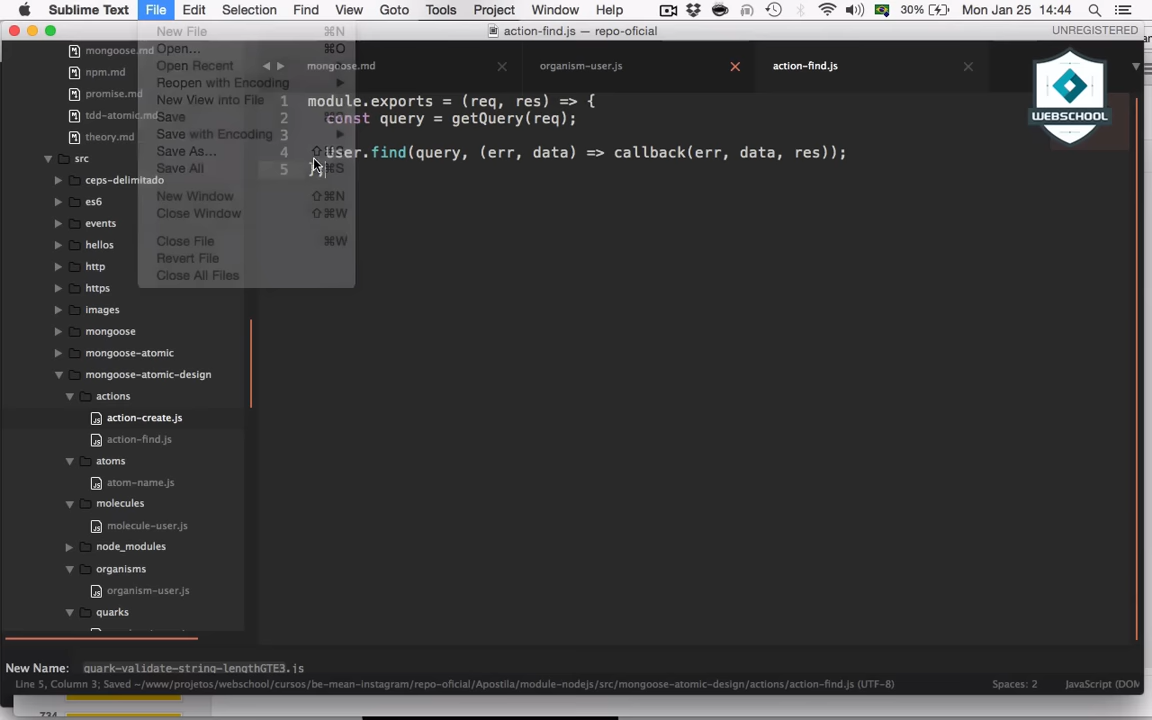 Sublime Text File Edit Selection Find View Goto Tools Project Window Help 30% Mon Jan 25 14:44
action-find.js — repo-oficial UNREGISTERED
mongoose.md organism-user.js action-find.js
WEBSCHOOL
New File ⌘N
Open... ⌘O
Open Recent
Reopen with Encoding
New View into File
Save
Save with Encoding
Save As...
Save All
New Window ⇧⌘N
Close Window ⇧⌘W
Close File ⌘W
Revert File
Close All Files
mongoose.md
npm.md
promise.md
tdd-atomic.md
theory.md
src
ceps-delimitado
es6
events
hellos
http
https
images
mongoose
mongoose-atomic
mongoose-atomic-design
actions
action-create.js
action-find.js
atoms
atom-name.js
molecules
molecule-user.js
node_modules
organisms
organism-user.js
quarks
1 module.exports = (req, res) => {
2 const query = getQuery(req);
3
4 User.find(query, (err, data) => callback(err, data, res));
5 };
New Name: quark-validate-string-lengthGTE3.js
Line 5, Column 3; Saved ~/www/projetos/webschool/cursos/be-mean-instagram/repo-oficial/Apostila/module-nodejs/src/mongoose-atomic-design/actions/action-find.js (UTF-8) Spaces: 2 JavaScript (DOM